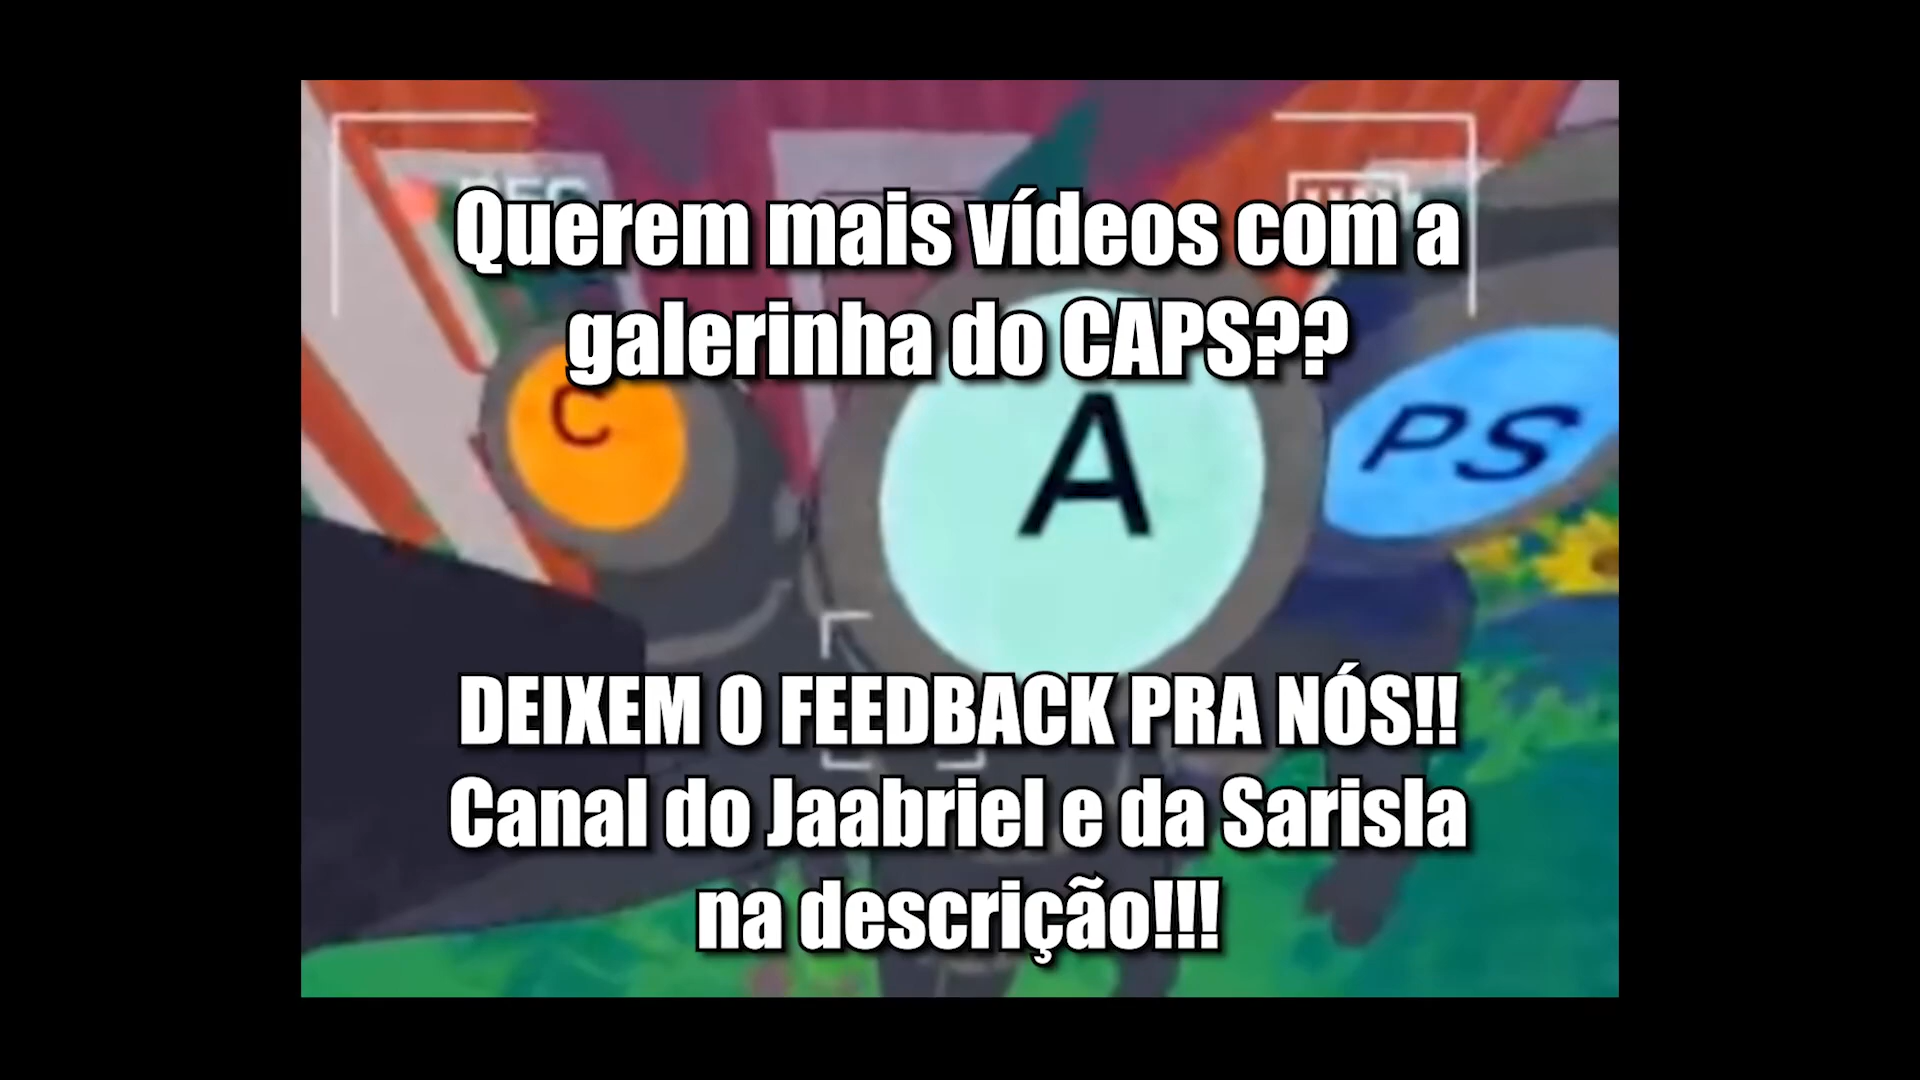 Querem mais vídeos com a
galerinha do CAPS??
C
A
PS
DEIXEM O FEEDBACK PRA NÓS!!
Canal do Jaabriel e da Sarisla
na descrição!!!